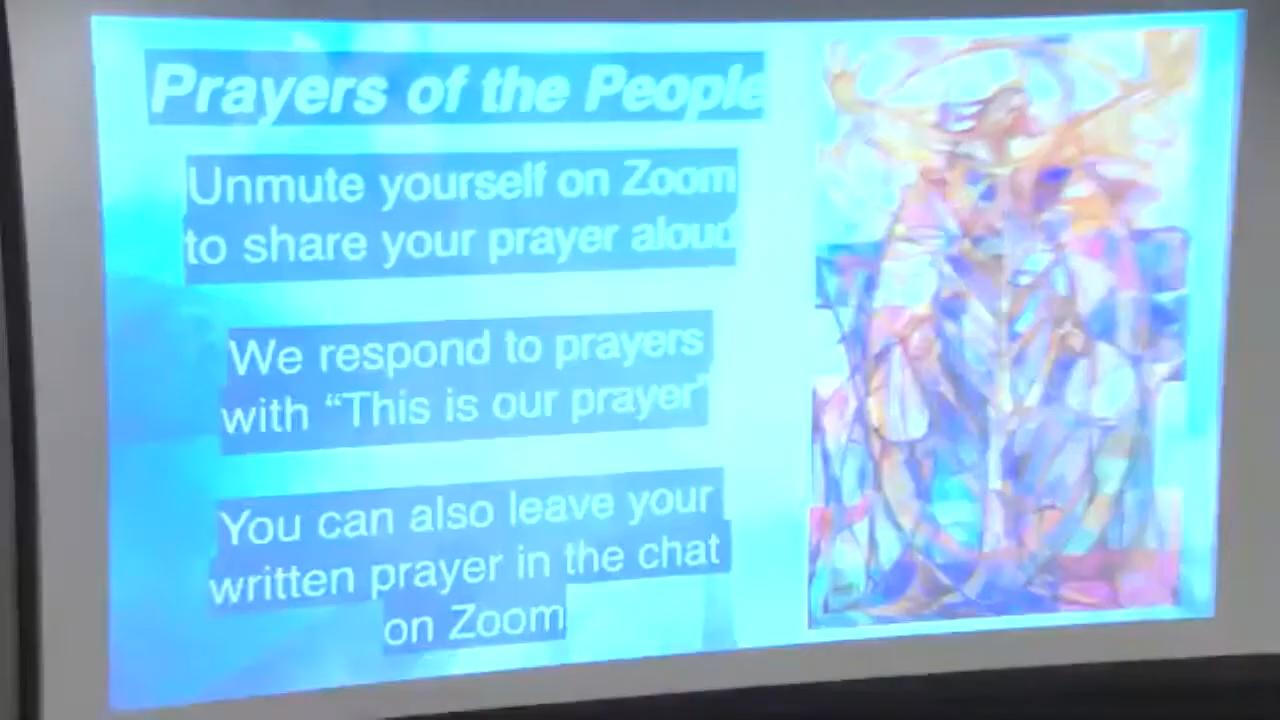 Prayers of the People
Unmute yourself on Zoom
to share your prayer aloud
We respond to prayers
with “This is our prayer”
You can also leave your
written prayer in the chat
on Zoom